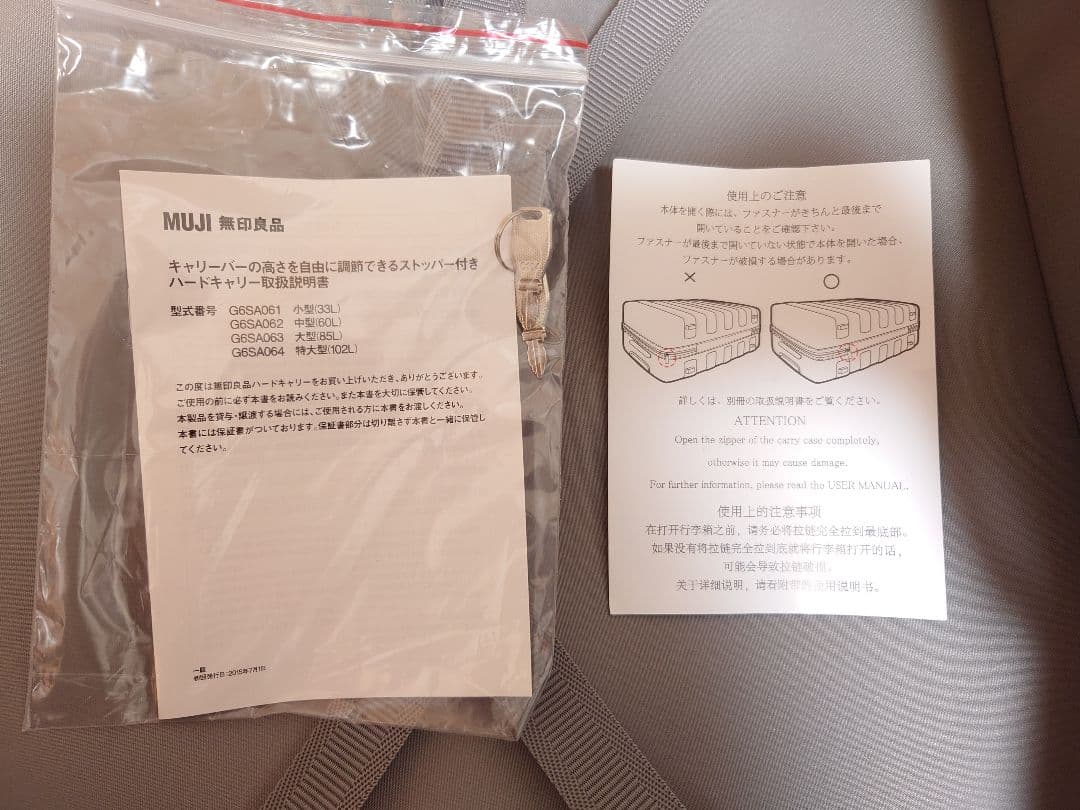 MUJI 無印良品
キャリーバーの高さを自由に調節できるストッパー付き
ハードキャリー取扱説明書
型式番号 G6SA061 小型(33L)
G6SA062 中型(60L)
G6SA063 大型(85L)
G6SA064 特大型(102L)
この度は無印良品ハードキャリーをお買い上げいただき、ありがとうございます。
ご使用の前に必ず本書をお読みください。また本書を大切に保管してください。
本製品を貸与・譲渡する場合には、ご使用される方に本書をお渡しください。
本書には保証書がついております。保証書部分は切り離さず本書と一緒に保管し
てください。
発行日:2015年7月1日
使用上のご注意
本体を開く際には、ファスナーがきちんと最後まで
開いていることをご確認下さい。
ファスナーが最後まで開いていない状態で本体を開いた場合、
ファスナーが破損する場合があります。
× ○
詳しくは、別冊の取扱説明書をご覧ください。
ATTENTION
Open the zipper of the carry case completely,
otherwise it may cause damage.
For further information, please read the USER MANUAL.
使用上的注意事项
在打开行李箱之前，请务必将拉链完全拉到最底部。
如果没有将拉链完全拉到底就将行李箱打开的话，
可能会导致拉链破损。
关于详细说明，请看附带的使用说明书。